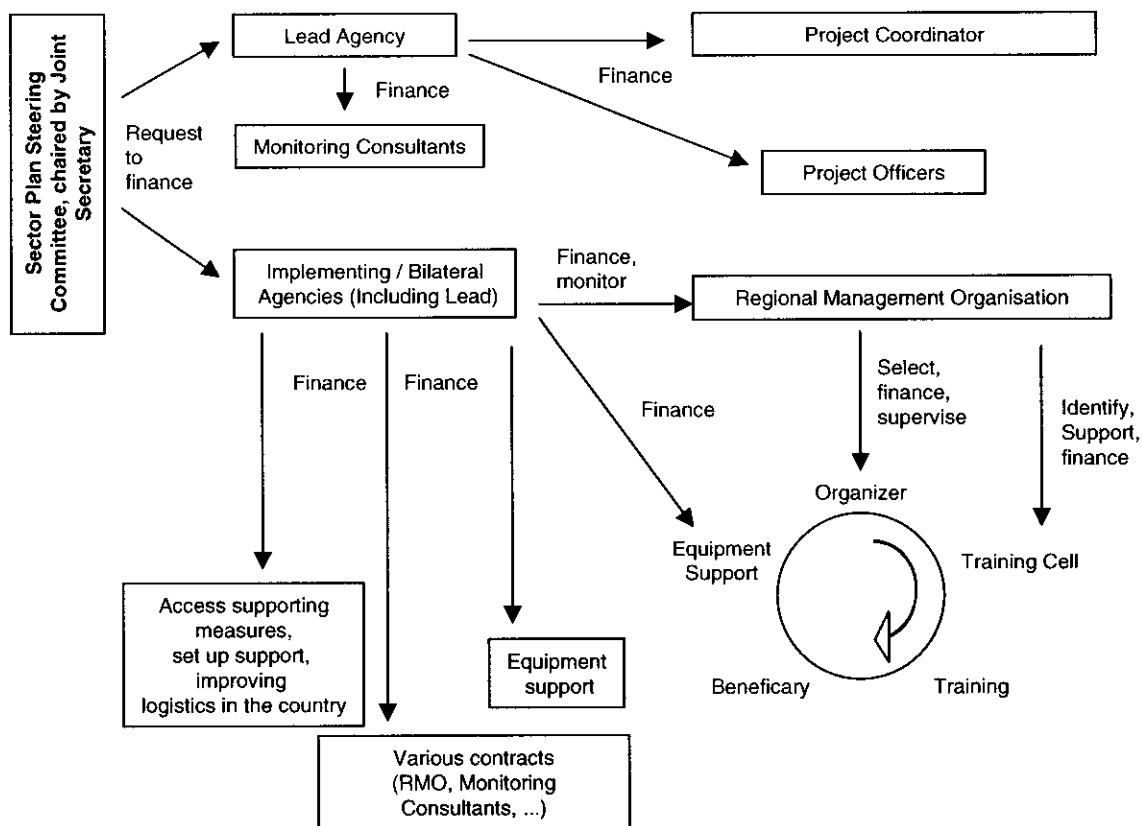 Sector Plan Steering
Committee, chaired by Joint
Secretary
Request
to
finance
Lead Agency
Finance
Monitoring Consultants
Finance
Project Coordinator
Project Officers
Implementing / Bilateral
Agencies (Including Lead)
Finance,
monitor
Regional Management Organisation
Finance
Finance
Finance
Select,
finance,
supervise
Identify,
Support,
finance
Organizer
Equipment
Support
Training Cell
Beneficary
Training
Access supporting
measures,
set up support,
improving
logistics in the country
Equipment
support
Various contracts
(RMO, Monitoring
Consultants, ...)